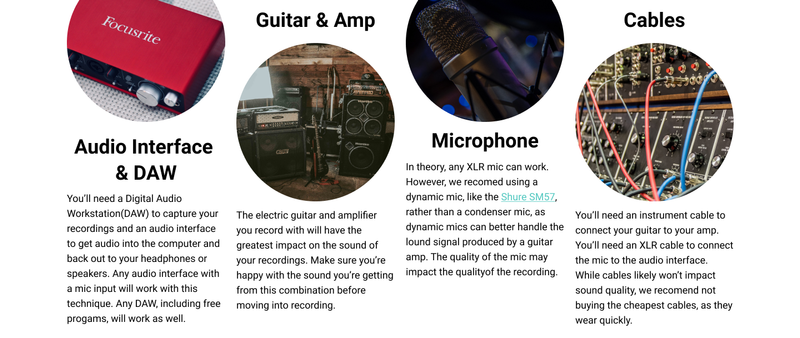 Focusrite
Audio Interface
& DAW
You'll need a Digital Audio
Workstation(DAW) to capture your
recordings and an audio interface
to get audio into the computer and
back out to your headphones or
speakers. Any audio interface with
a mic input will work with this
technique. Any DAW, including free
progams, will work as well.
Guitar & Amp
The electric guitar and amplifier
you record with will have the
greatest impact on the sound of
your recordings. Make sure you're
happy with the sound you're getting
from this combination before
moving into recording.
Microphone
In theory, any XLR mic can work.
However, we recomed using a
dynamic mic, like the Shure SM57,
rather than a condenser mic, as
dynamic mics can better handle the
lound signal produced by a guitar
amp. The quality of the mic may
impact the qualityof the recording.
Cables
You'll need an instrument cable to
connect your guitar to your amp.
You'll need an XLR cable to connect
the mic to the audio interface.
While cables likely won't impact
sound quality, we recomend not
buying the cheapest cables, as they
wear quickly.